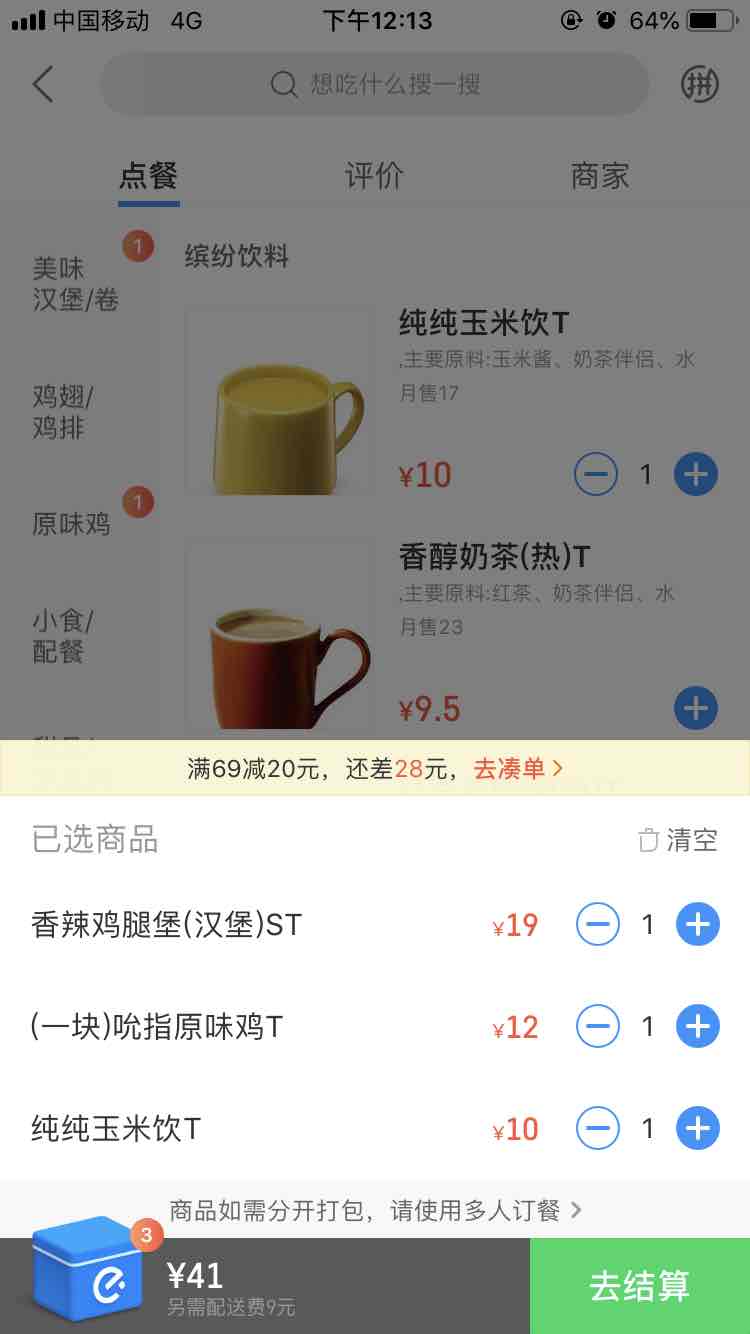 中国移动 4G 下午12:13 64%
想吃什么搜一搜 拼
点餐 评价 商家
美味
汉堡/卷
1
鸡翅/
鸡排
原味鸡
1
小食/
配餐
缤纷饮料
纯纯玉米饮T
,主要原料:玉米酱、奶茶伴侣、水
月售17
¥10 1
香醇奶茶(热)T
,主要原料:红茶、奶茶伴侣、水
月售23
¥9.5
满69减20元，还差28元，去凑单
已选商品 清空
香辣鸡腿堡(汉堡)ST ¥19 1
(一块)吮指原味鸡T ¥12 1
纯纯玉米饮T ¥10 1
商品如需分开打包，请使用多人订餐
3
¥41
另需配送费9元
去结算